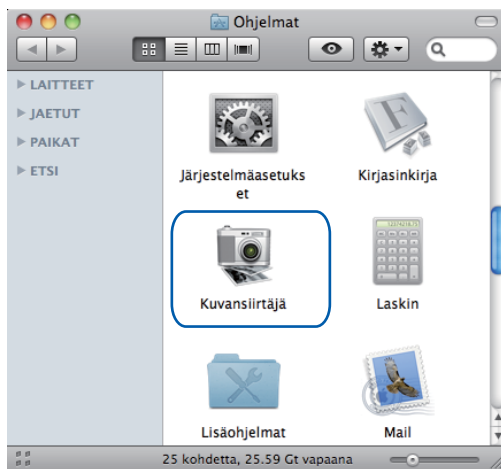 Ohjelmat
LAITTEET
JAETUT
PAIKAT
ETSI
Järjestelmäasetuks
et
Kirjasinkirja
Kuvansiirtäjä
Laskin
Lisäohjelmat
Mail
25 kohdetta, 25.59 Gt vapaana